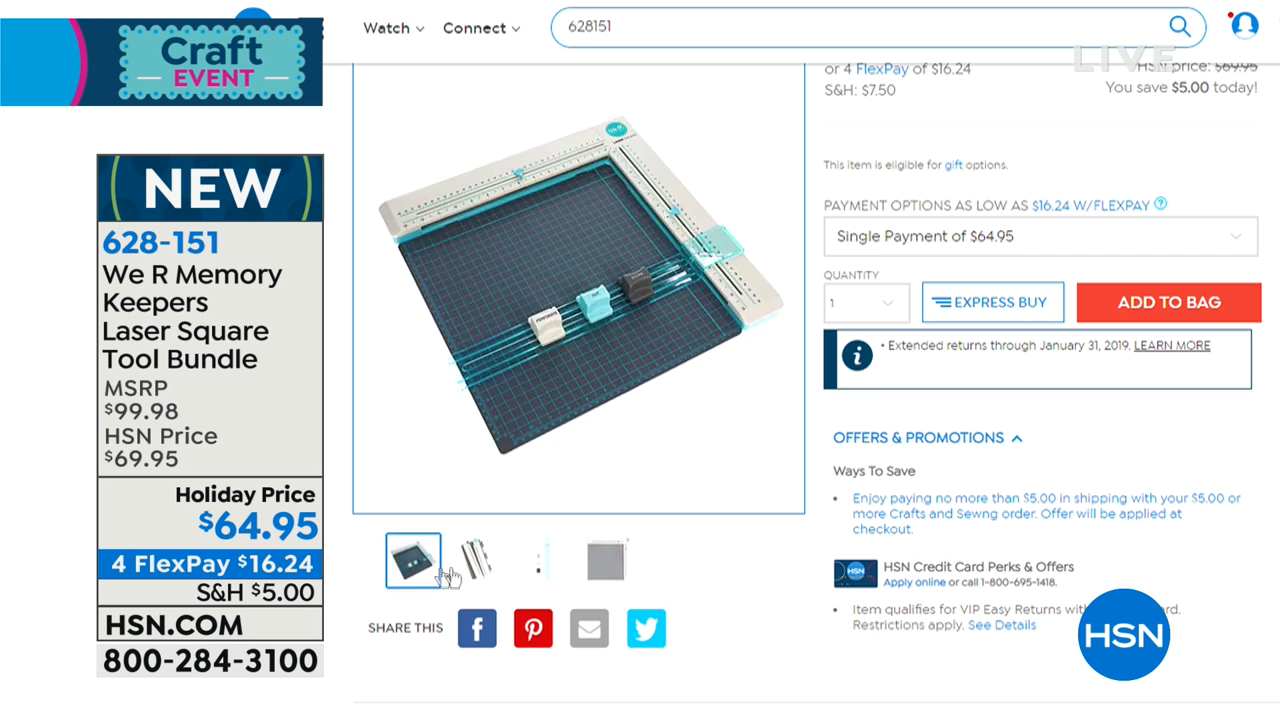 Craft
EVENT
Watch
Connect
628151
LIVE
NEW
628-151
We R Memory
Keepers
Laser Square
Tool Bundle
MSRP
$99.98
HSN Price
$69.95
Holiday Price
$64.95
4 FlexPay $16.24
S&H $5.00
HSN.COM
800-284-3100
or 4 FlexPay of $16.24
S&H: $7.50
HSN price: $69.95
You save $5.00 today!
This item is eligible for gift options.
PAYMENT OPTIONS AS LOW AS $16.24 W/FLEXPAY ?
Single Payment of $64.95
QUANTITY
1
EXPRESS BUY
ADD TO BAG
i
• Extended returns through January 31, 2019. LEARN MORE
OFFERS & PROMOTIONS
Ways To Save
• Enjoy paying no more than $5.00 in shipping with your $5.00 or
more Crafts and Sewng order. Offer will be applied at
checkout.
HSN
HSN Credit Card Perks & Offers
Apply online or call 1-800-695-1418.
• Item qualifies for VIP Easy Returns
Restrictions apply. See Details
PERFORATE
SHARE THIS
HSN